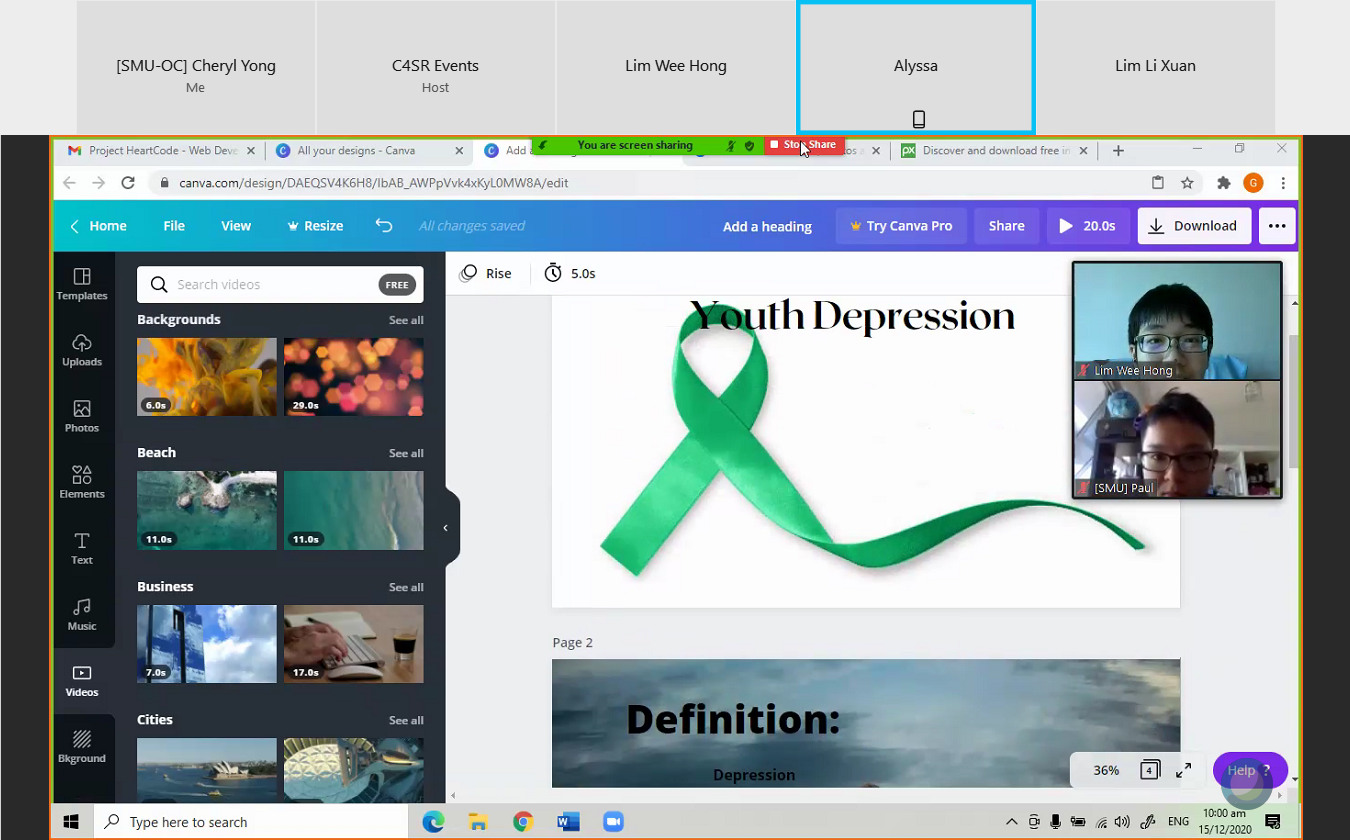 [SMU-OC] Cheryl Yong
Me
C4SR Events
Host
Lim Wee Hong
Alyssa
Lim Li Xuan
Project HeartCode - Web Deve
All your designs - Canva
Add a
You are screen sharing
Stop Share
Discover and download free in
canva.com/design/DAEQSV4K6H8/IbAB_AWPpVvk4xKyL0MW8A/edit
G
Home
File
View
Resize
All changes saved
Add a heading
Try Canva Pro
Share
20.0s
Download
Templates
Uploads
Photos
Elements
Text
Music
Videos
Bkground
Search videos
FREE
Backgrounds
See all
6.0s
29.0s
Beach
See all
11.0s
11.0s
Business
See all
7.0s
17.0s
Cities
See all
Rise
5.0s
Youth Depression
Lim Wee Hong
[SMU] Paul
Page 2
Definition:
Depression
36%
4
Help ?
Type here to search
ENG
10:00 am
15/12/2020